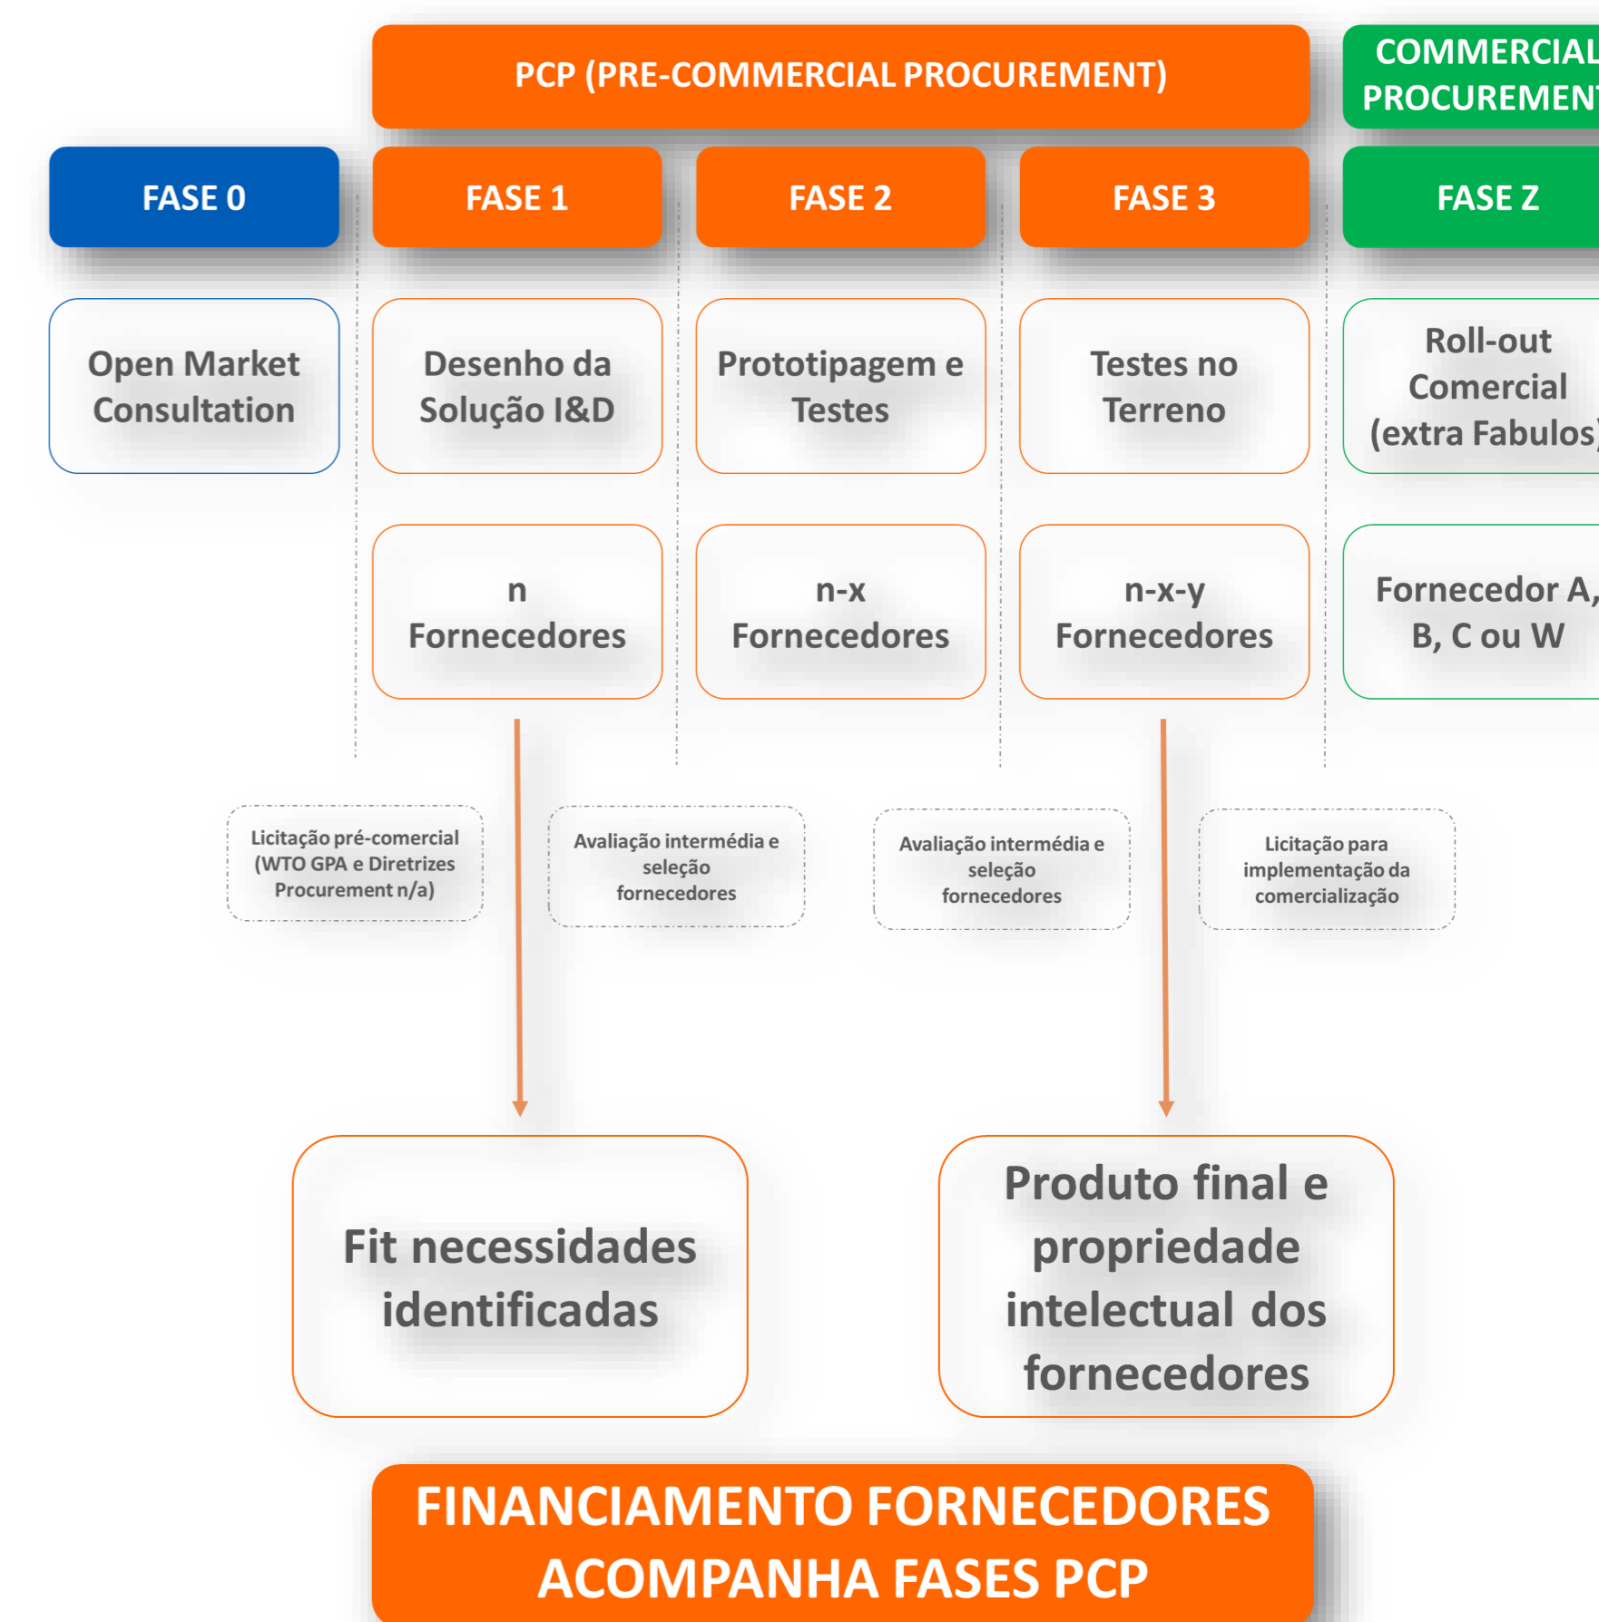 PCP (PRE-COMMERCIAL PROCUREMENT)
COMMERCIAL
PROCUREMENT
FASE 0
FASE 1
FASE 2
FASE 3
FASE Z
Open Market
Consultation
Desenho da
Solução I&D
Prototipagem e
Testes
Testes no
Terreno
Roll-out
Comercial
(extra Fabulos)
n
Fornecedores
n-x
Fornecedores
n-x-y
Fornecedores
Fornecedor A,
B, C ou W
Licitação pré-comercial
(WTO GPA e Diretrizes
Procurement n/a)
Avaliação intermédia e
seleção
fornecedores
Avaliação intermédia e
seleção
fornecedores
Licitação para
implementação da
comercialização
Fit necessidades
identificadas
Produto final e
propriedade
intelectual dos
fornecedores
FINANCIAMENTO FORNECEDORES
ACOMPANHA FASES PCP